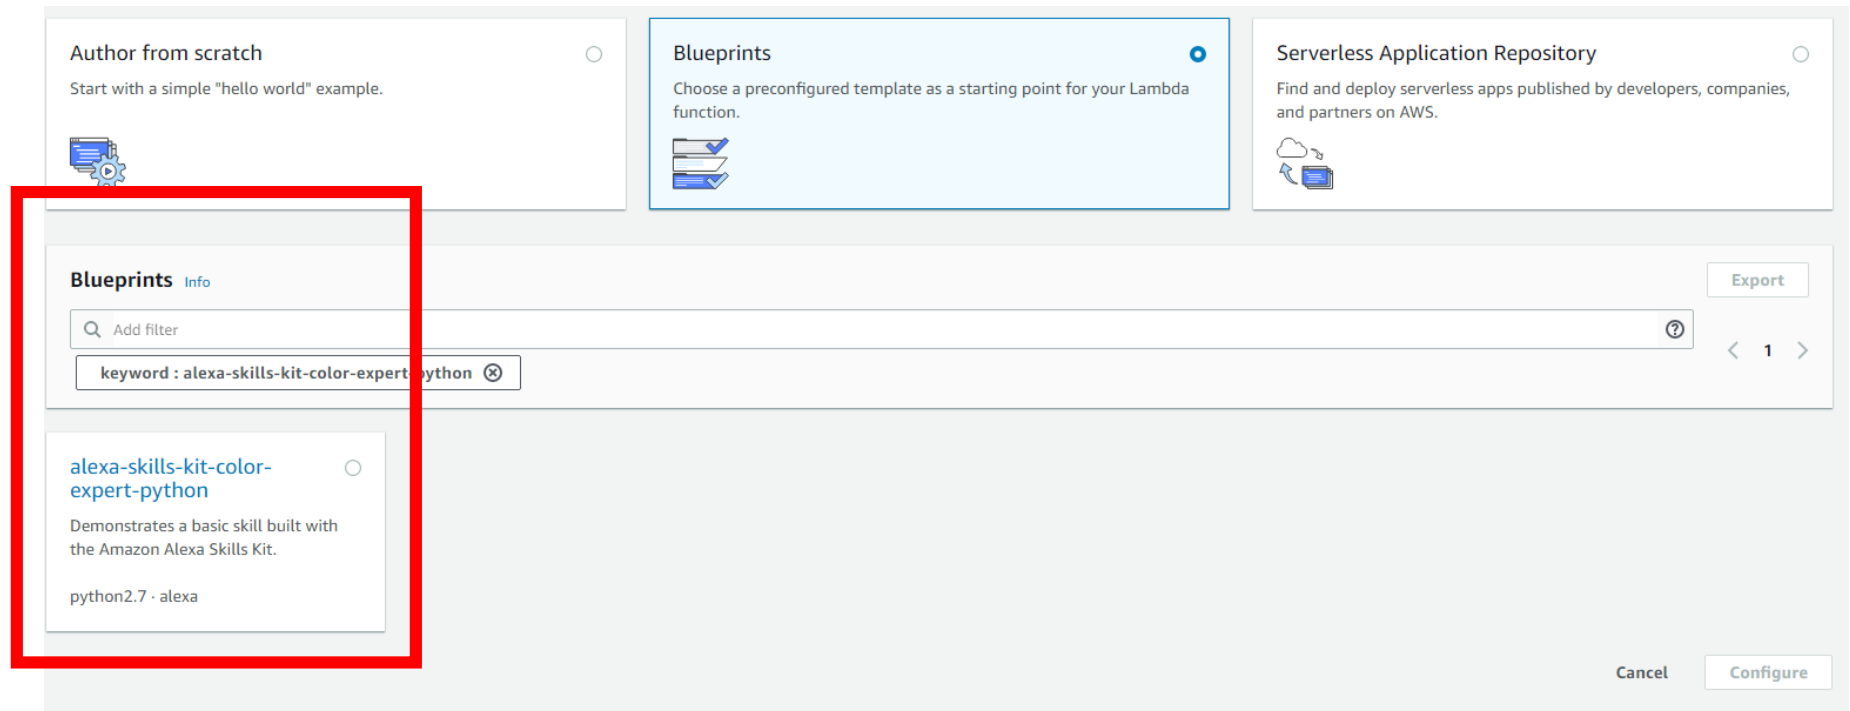 Author from scratch
Start with a simple "hello world" example.
Blueprints
Choose a preconfigured template as a starting point for your Lambda
function.
Serverless Application Repository
Find and deploy serverless apps published by developers, companies,
and partners on AWS.
Blueprints Info
Export
Add filter
1
keyword : alexa-skills-kit-color-expert-python
alexa-skills-kit-color-
expert-python
Demonstrates a basic skill built with
the Amazon Alexa Skills Kit.
python2.7 · alexa
Cancel
Configure